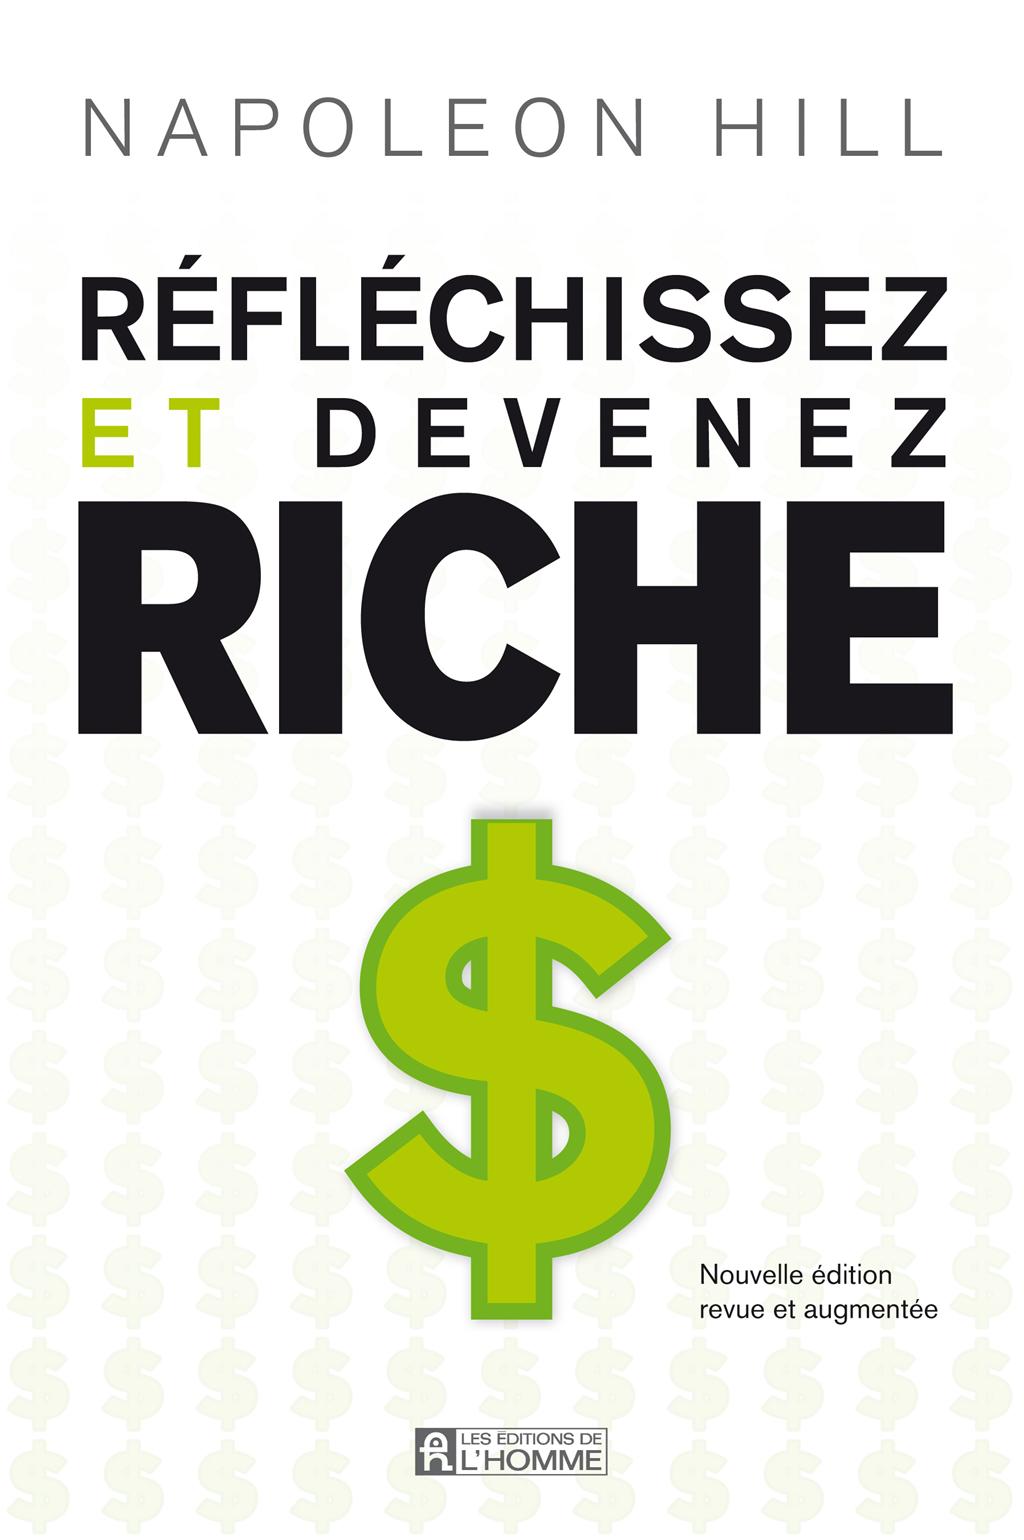 NAPOLEON HILL
RÉFLÉCHISSEZ
ET DEVENEZ
RICHE
$
Nouvelle édition
revue et augmentée
LES ÉDITIONS DE
L'HOMME